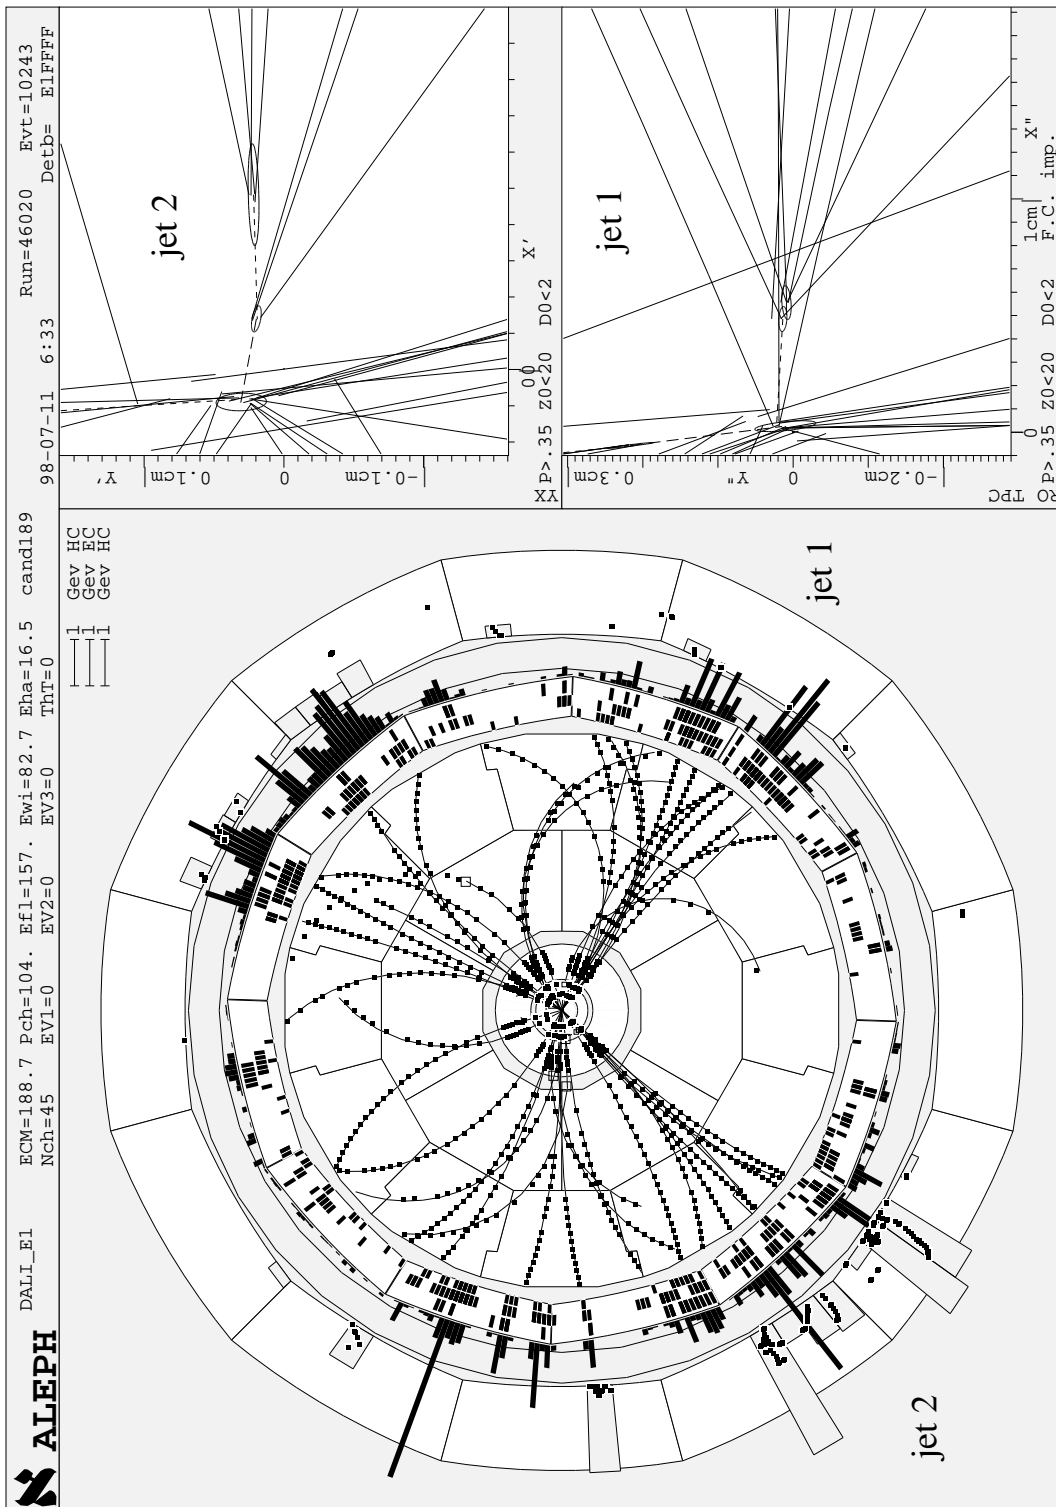 ALEPH DALI_E1 ECM=188.7 Pch=104. Efl=157. Ewi=82.7 Eha=16.5 cand189
Nch=45 EV1=0 EV2=0 EV3=0 ThT=0
98-07-11 6:33 Run=46020 Evt=10243
Detb= E1FFFF
1 Gev HC
1 Gev EC
1 Gev HC
jet 1
jet 2
jet 2
0.1cm
Y'
0
-0.1cm
YX
0
0
X'
P>.35 Z0<20 D0<2
jet 1
0.3cm
Y"
0
-0.2cm
RO TPC
0
1cm
X"
P>.35 Z0<20 D0<2 F.C. imp.